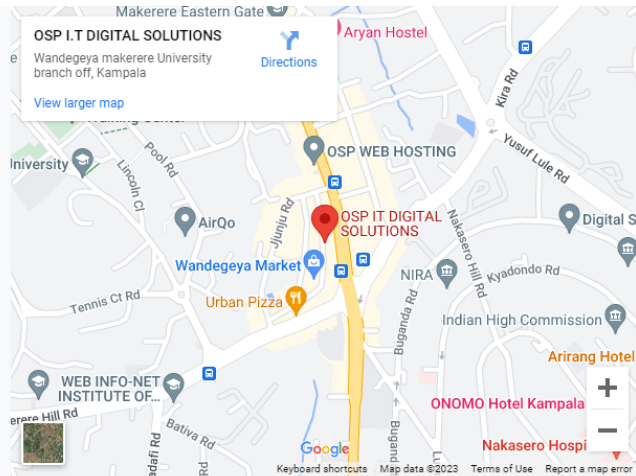 Makerere Eastern Gate
OSP I.T DIGITAL SOLUTIONS
Wandegeya makerere University
branch off, Kampala
View larger map
Directions
Aryan Hostel
Kira Rd
Yusuf Lule Rd
University
Lincoln Cl
Pool Rd
OSP WEB HOSTING
AirQo
Jjunju Rd
OSP IT DIGITAL
SOLUTIONS
Nakasero Hill Rd
Digital S
Wandegeya Market
NIRA
Kyadondo Rd
Urban Pizza
Tennis Ct Rd
Buganda Rd
Indian High Commission
Arirang Hotel
WEB INFO-NET
INSTITUTE OF...
erere Hill Rd
Bativa Rd
adafi Rd
Bugand
ONOMO Hotel Kampala
Nakasero Hospi
+
−
Google
Keyboard shortcuts
Map data ©2023
Terms of Use
Report a map error